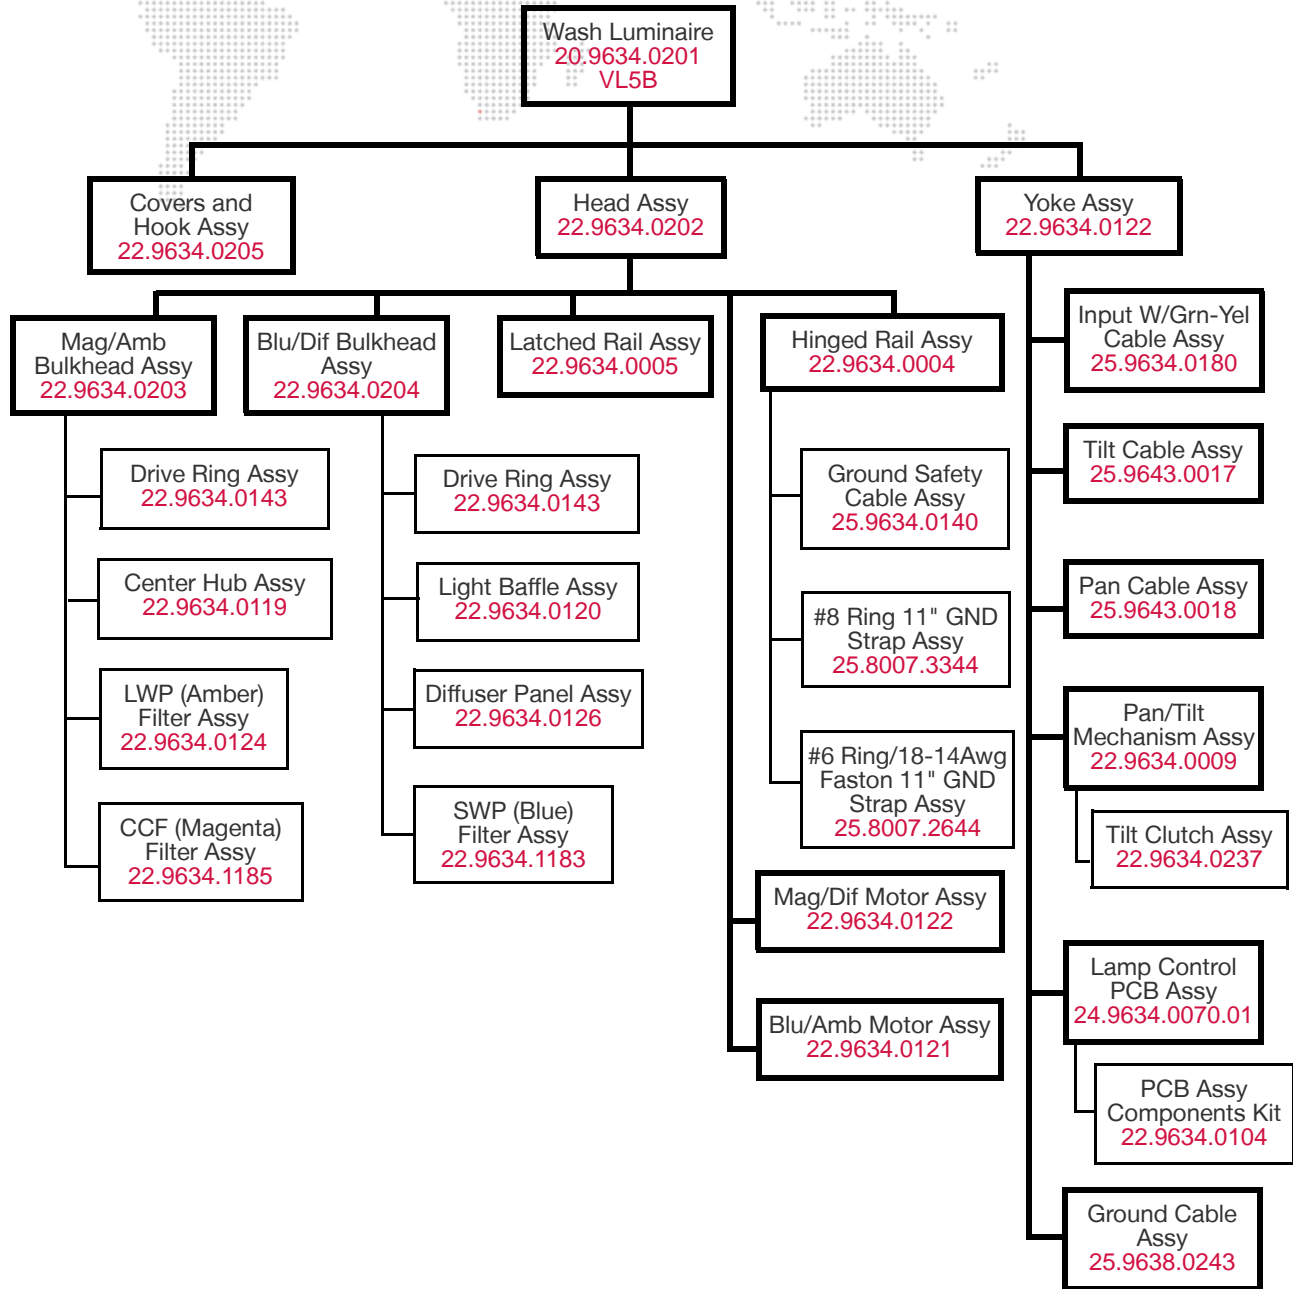 Wash Luminaire
20.9634.0201
VL5B
Covers and
Hook Assy
22.9634.0205
Head Assy
22.9634.0202
Yoke Assy
22.9634.0122
Mag/Amb
Bulkhead Assy
22.9634.0203
Blu/Dif Bulkhead
Assy
22.9634.0204
Latched Rail Assy
22.9634.0005
Hinged Rail Assy
22.9634.0004
Input W/Grn-Yel
Cable Assy
25.9634.0180
Drive Ring Assy
22.9634.0143
Drive Ring Assy
22.9634.0143
Ground Safety
Cable Assy
25.9634.0140
Tilt Cable Assy
25.9643.0017
Center Hub Assy
22.9634.0119
Light Baffle Assy
22.9634.0120
#8 Ring 11" GND
Strap Assy
25.8007.3344
Pan Cable Assy
25.9643.0018
LWP (Amber)
Filter Assy
22.9634.0124
Diffuser Panel Assy
22.9634.0126
#6 Ring/18-14Awg
Faston 11" GND
Strap Assy
25.8007.2644
Pan/Tilt
Mechanism Assy
22.9634.0009
CCF (Magenta)
Filter Assy
22.9634.1185
SWP (Blue)
Filter Assy
22.9634.1183
Tilt Clutch Assy
22.9634.0237
Mag/Dif Motor Assy
22.9634.0122
Lamp Control
PCB Assy
24.9634.0070.01
Blu/Amb Motor Assy
22.9634.0121
PCB Assy
Components Kit
22.9634.0104
Ground Cable
Assy
25.9638.0243